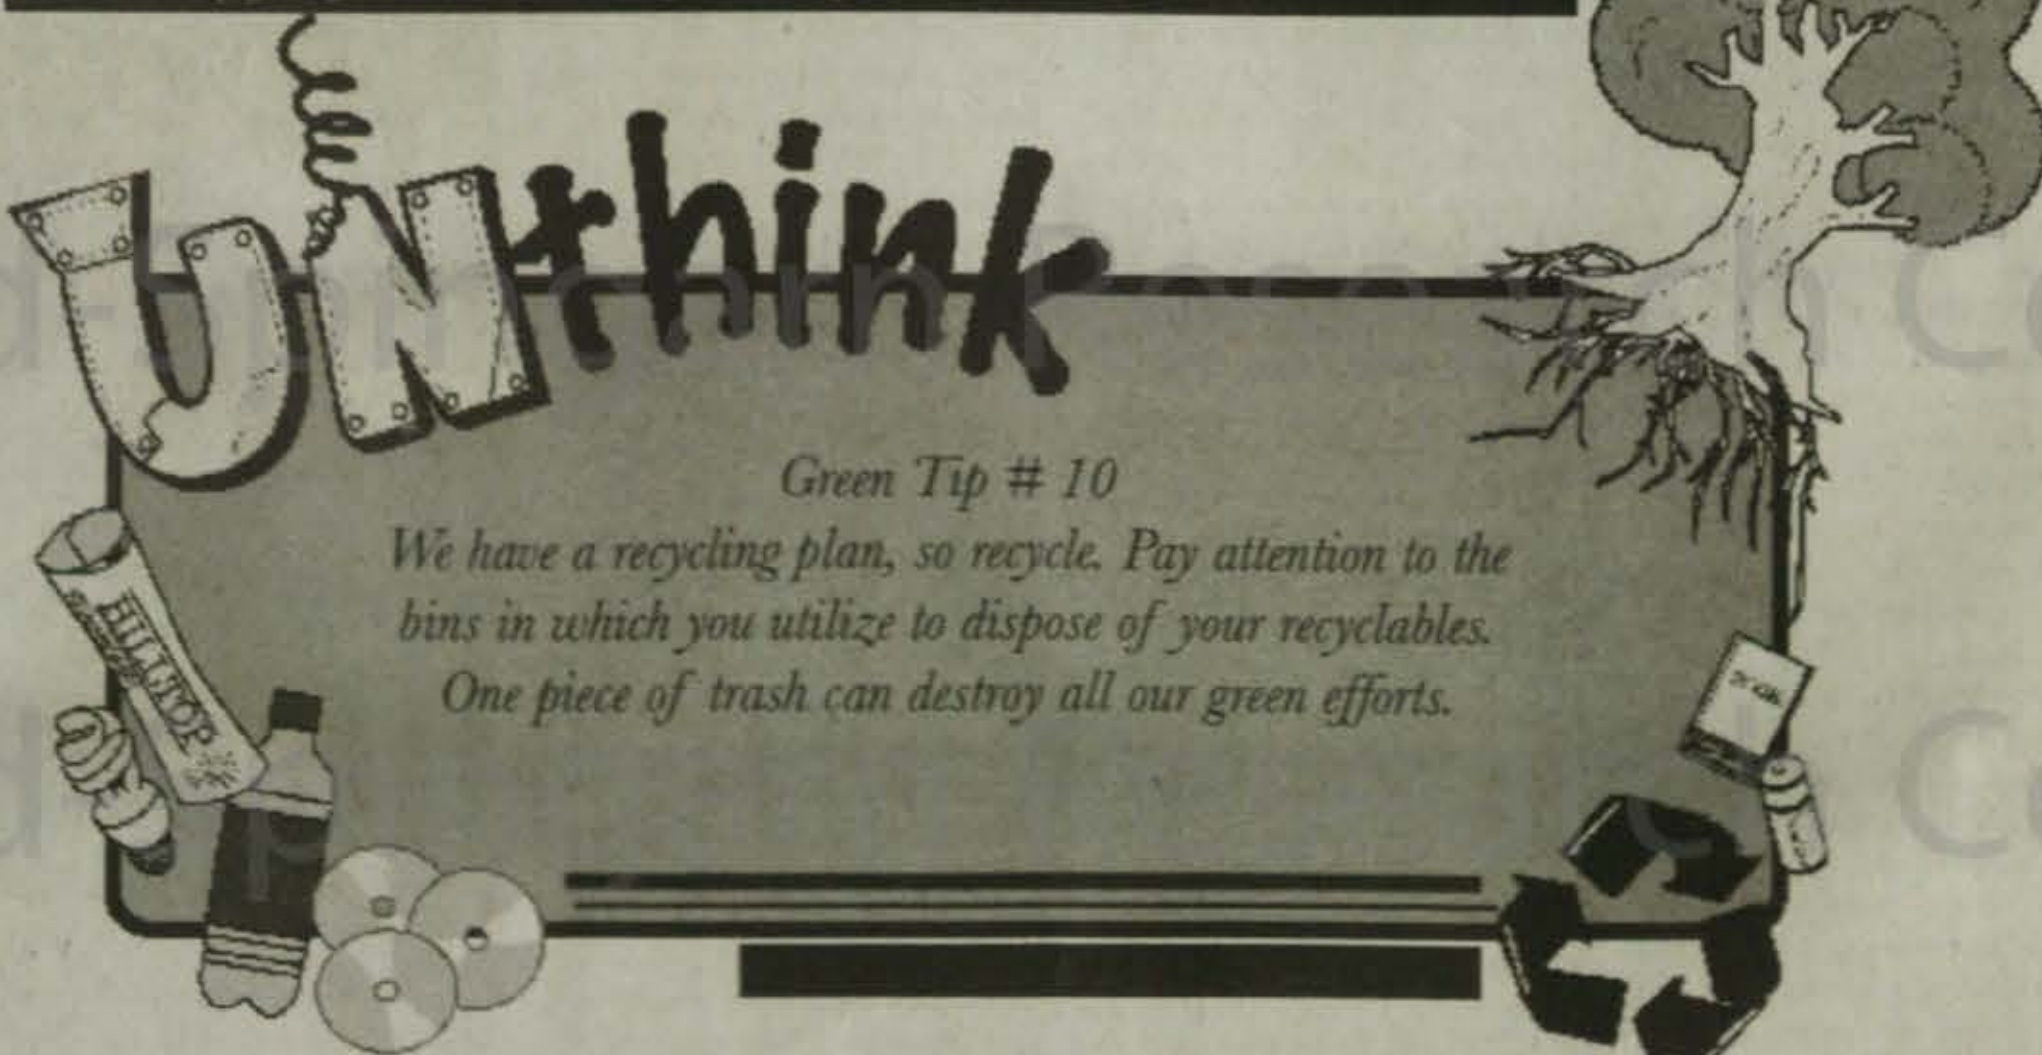 UNthink
Green Tip # 10
We have a recycling plan, so recycle. Pay attention to the
bins in which you utilize to dispose of your recyclables.
One piece of trash can destroy all our green efforts.
HILLTOP